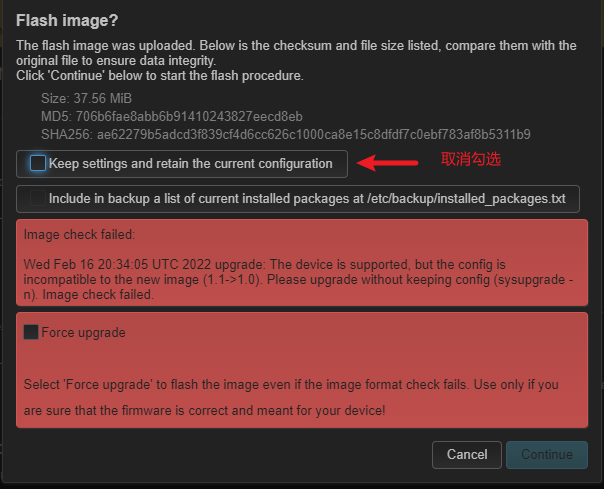 Flash image?
The flash image was uploaded. Below is the checksum and file size listed, compare them with the
original file to ensure data integrity.
Click 'Continue' below to start the flash procedure.
Size: 37.56 MiB
MD5: 706b6fae8abb6b91410243827eecd8eb
SHA256: ae62279b5adcd3f839cf4d6cc626c1000ca8e15c8dfdf7c0ebf783af8b5311b9
Keep settings and retain the current configuration
取消勾选
Include in backup a list of current installed packages at /etc/backup/installed_packages.txt
Image check failed:
Wed Feb 16 20:34:05 UTC 2022 upgrade: The device is supported, but the config is
incompatible to the new image (1.1->1.0). Please upgrade without keeping config (sysupgrade -
n). Image check failed.
Force upgrade
Select 'Force upgrade' to flash the image even if the image format check fails. Use only if you
are sure that the firmware is correct and meant for your device!
Cancel
Continue